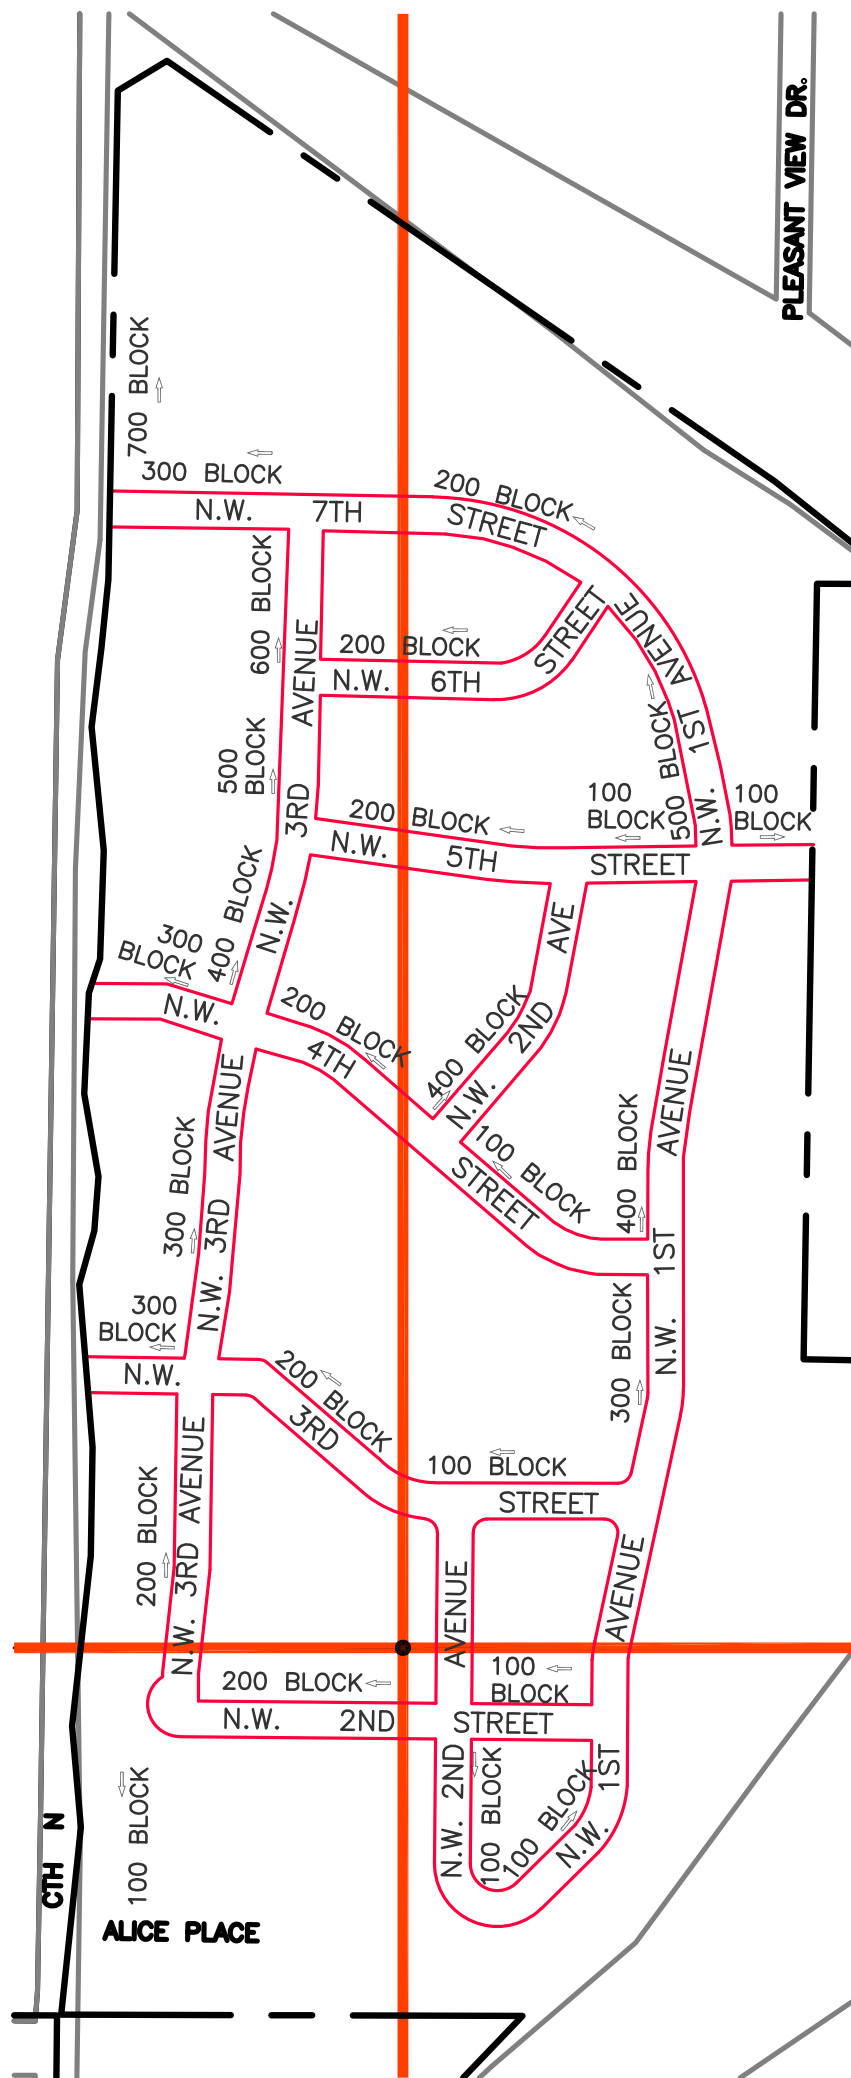 PLEASANT VIEW DR.
700 BLOCK
300 BLOCK
200 BLOCK
N.W. 7TH STREET
600 BLOCK
200 BLOCK
N.W. 6TH STREET
N.W. 1ST AVENUE
500 BLOCK
500
BLOCK
N.W. 3RD AVENUE
200 BLOCK
100
BLOCK
100
BLOCK
N.W. 5TH STREET
400 BLOCK
300
BLOCK
N.W. 4TH STREET
200 BLOCK
N.W. 2ND AVE
400 BLOCK
100 BLOCK
400 BLOCK
N.W. 1ST AVENUE
300 BLOCK
N.W. 3RD AVENUE
300 BLOCK
300
BLOCK
N.W. 3RD STREET
200 BLOCK
100 BLOCK
200 BLOCK
N.W. 3RD AVENUE
AVENUE
AVENUE
200 BLOCK
100
BLOCK
N.W. 2ND STREET
N.W. 2ND
100 BLOCK
100 BLOCK
N.W. 1ST
100 BLOCK
CTH N
ALICE PLACE